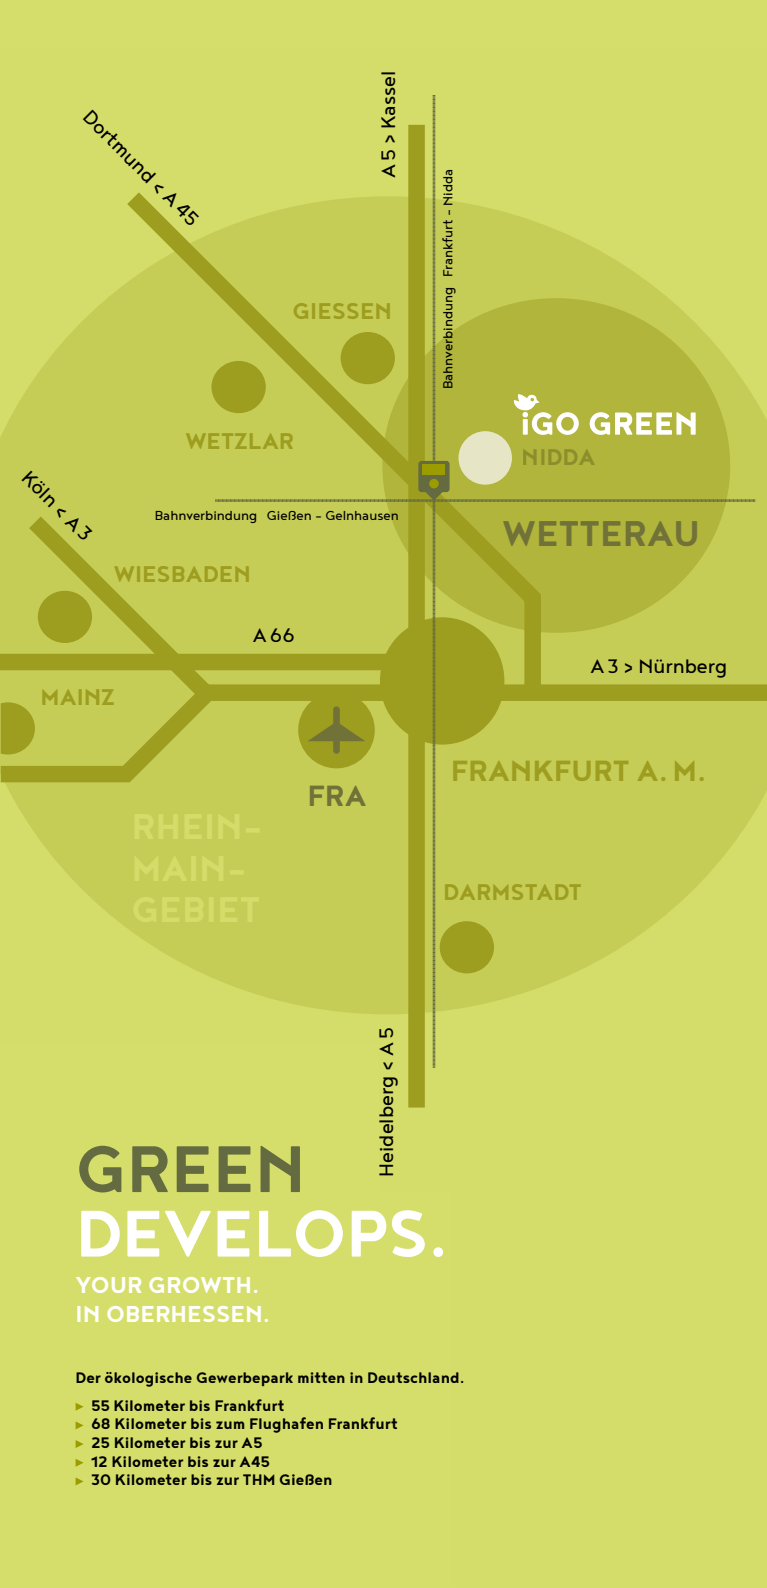 A 5 > Kassel
Dortmund < A 45
Bahnverbindung Frankfurt – Nidda
GIESSEN
iGO GREEN
NIDDA
WETZLAR
Köln < A 3
Bahnverbindung Gießen – Gelnhausen
WETTERAU
WIESBADEN
A 66
A 3 > Nürnberg
MAINZ
FRANKFURT A. M.
FRA
RHEIN–
MAIN–
GEBIET
DARMSTADT
Heidelberg < A 5
GREEN
DEVELOPS.
YOUR GROWTH.
IN OBERHESSEN.
Der ökologische Gewerbepark mitten in Deutschland.
▶ 55 Kilometer bis Frankfurt
▶ 68 Kilometer bis zum Flughafen Frankfurt
▶ 25 Kilometer bis zur A5
▶ 12 Kilometer bis zur A45
▶ 30 Kilometer bis zur THM Gießen